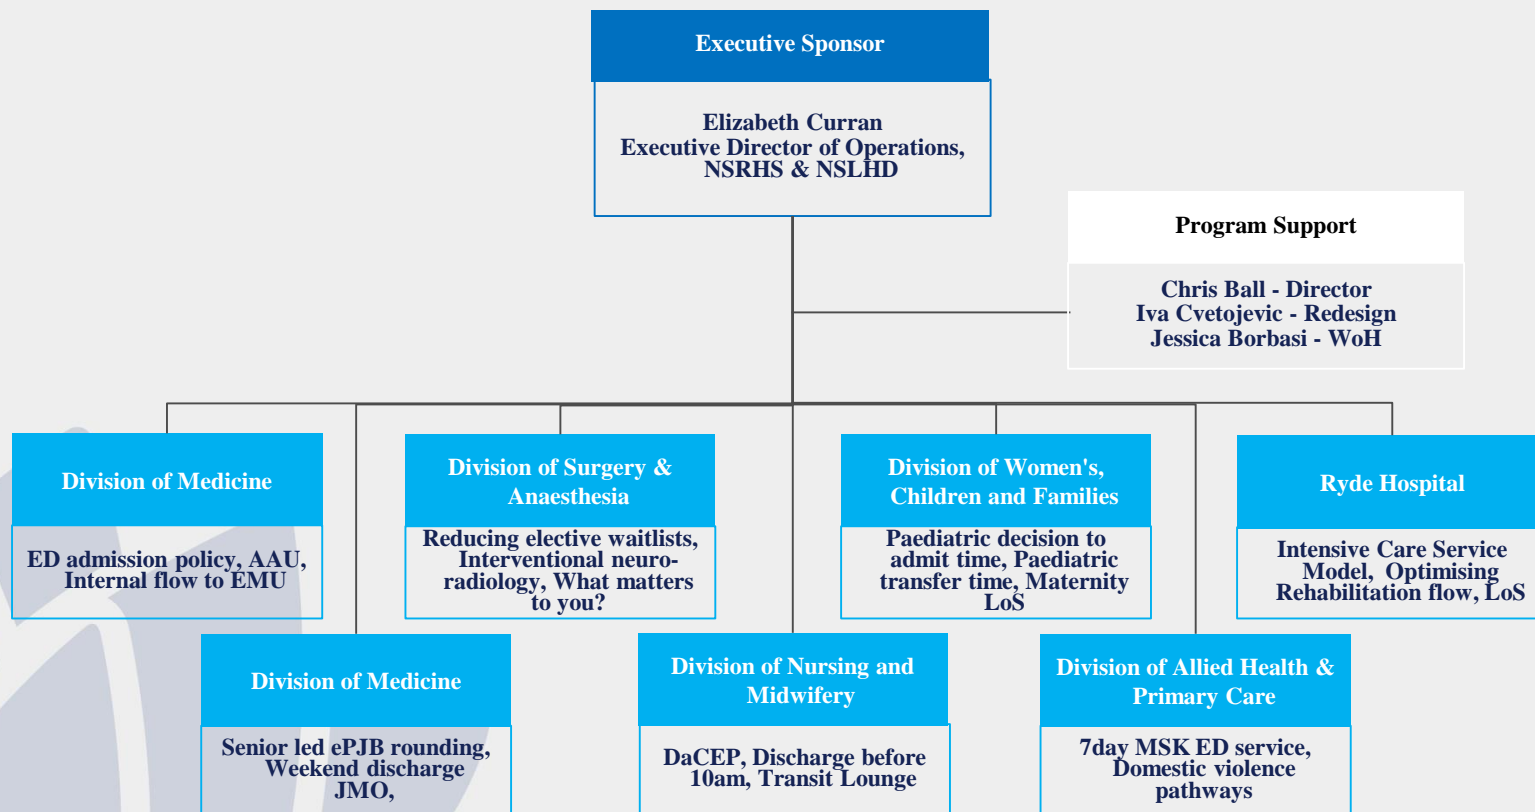 Executive Sponsor
Elizabeth Curran
Executive Director of Operations,
NSRHS & NSLHD
Program Support
Chris Ball - Director
Iva Cvetojevic - Redesign
Jessica Borbasi - WoH
Division of Medicine
ED admission policy, AAU,
Internal flow to EMU
Division of Surgery &
Anaesthesia
Reducing elective waitlists,
Interventional neuro-
radiology, What matters
to you?
Division of Women's,
Children and Families
Paediatric decision to
admit time, Paediatric
transfer time, Maternity
LoS
Ryde Hospital
Intensive Care Service
Model, Optimising
Rehabilitation flow, LoS
Division of Medicine
Senior led ePJB rounding,
Weekend discharge
JMO,
Division of Nursing and
Midwifery
DaCEP, Discharge before
10am, Transit Lounge
Division of Allied Health &
Primary Care
7day MSK ED service,
Domestic violence
pathways